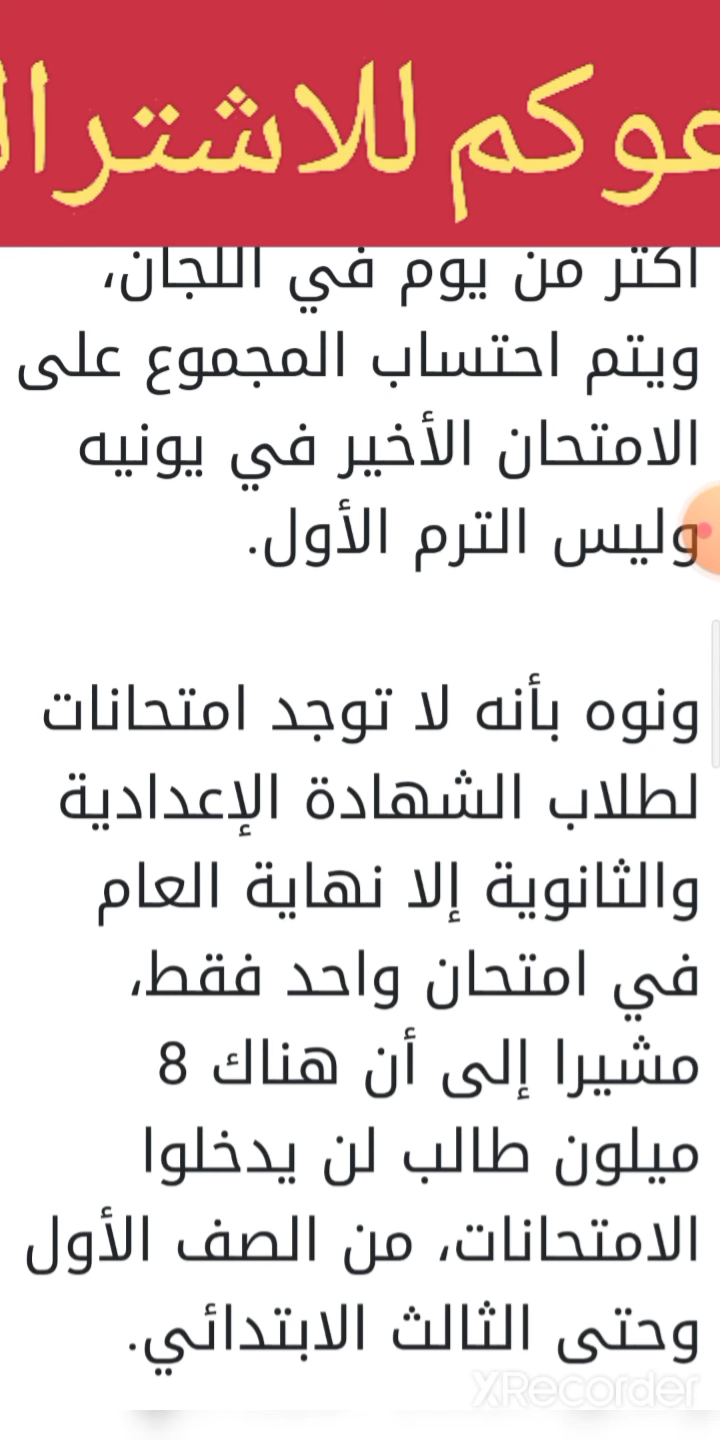 للاشترا
أكثر من يوم في اللجان،
ويتم احتساب المجموع على
الامتحان الأخير في يونيه
وليس الترم الأول.
ونوه بأنه لا توجد امتحانات
لطلاب الشهادة الإعدادية
والثانوية إلا نهاية العام
في امتحان واحد فقط،
مشيرا إلى أن هناك 8
ميلون طالب لن يدخلوا
الامتحانات، من الصف الأول
وحتى الثالث الابتدائي.
XRecorder